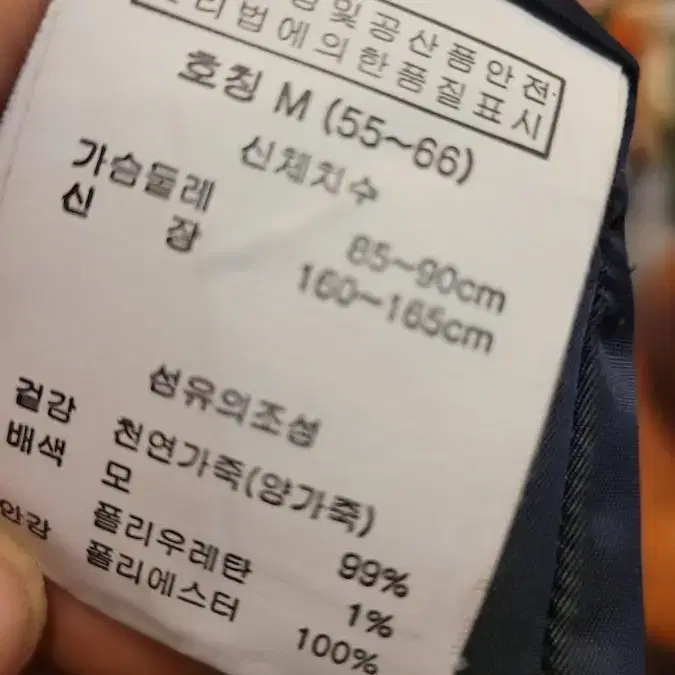 및공산품안전
리법에의한품질표시
호칭 M (55~66)
신체치수
가슴둘레 85~90cm
신 장 160~165cm
섬유의조성
겉감 천연가죽(양가죽)
배색 모 99%
폴리우레탄 1%
안감 폴리에스터 100%